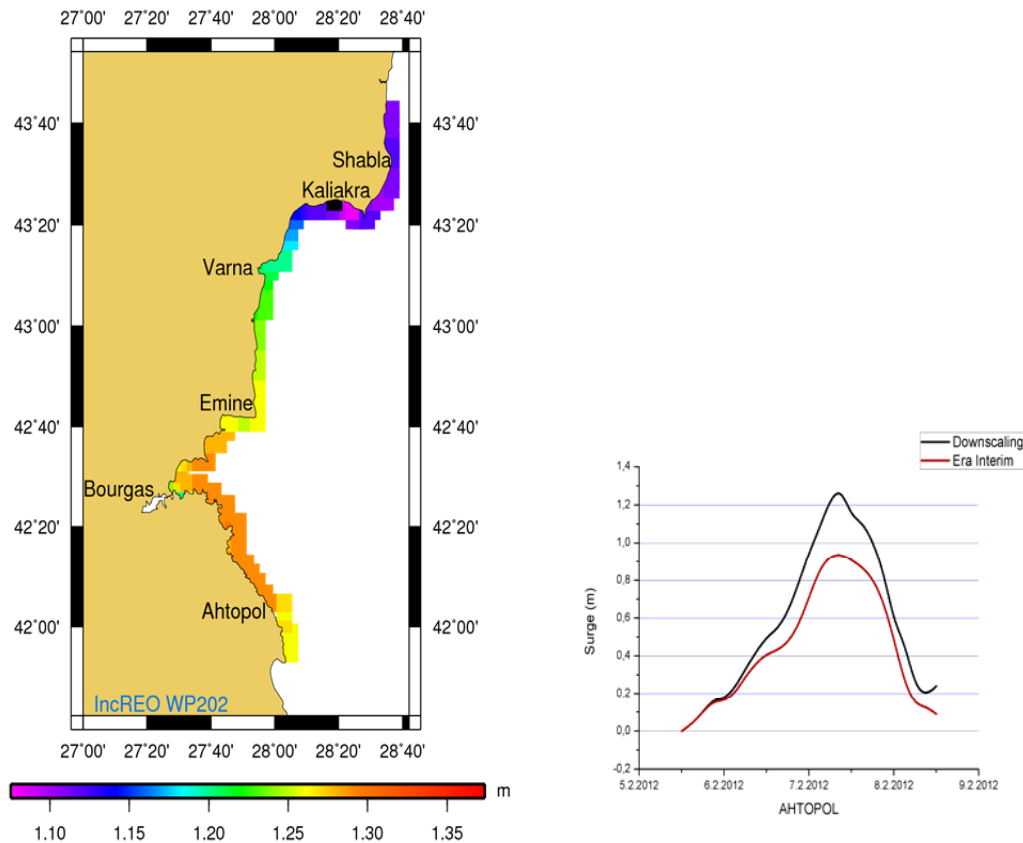 27°00' 27°20' 27°40' 28°00' 28°20' 28°40'
43°40' 43°40'
Shabla
Kaliakra
43°20' 43°20'
Varna
43°00' 43°00'
Emine
42°40' 42°40'
Bourgas
42°20' 42°20'
Ahtopol
42°00' 42°00'
IncREO WP202
27°00' 27°20' 27°40' 28°00' 28°20' 28°40'
m
1.10 1.15 1.20 1.25 1.30 1.35
Downscaling
Era Interim
1,4
1,2
1,0
0,8
0,6
0,4
0,2
0,0
-0,2
Surge (m)
5.2.2012 6.2.2012 7.2.2012 8.2.2012 9.2.2012
AHTOPOL